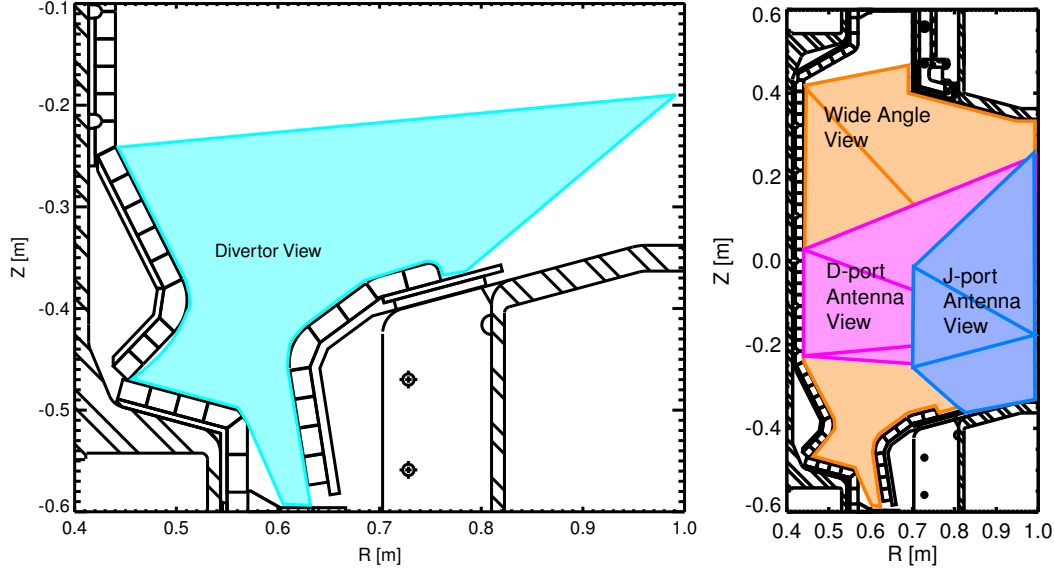 -0.1
-0.2
-0.3
-0.4
-0.5
-0.6
Z [m]
Divertor View
0.4 0.5 0.6 0.7 0.8 0.9 1.0
R [m]
0.6
0.4
0.2
0.0
-0.2
-0.4
-0.6
Z [m]
Wide Angle
View
D-port
Antenna
View
J-port
Antenna
View
0.4 0.5 0.6 0.7 0.8 0.9 1.0
R [m]